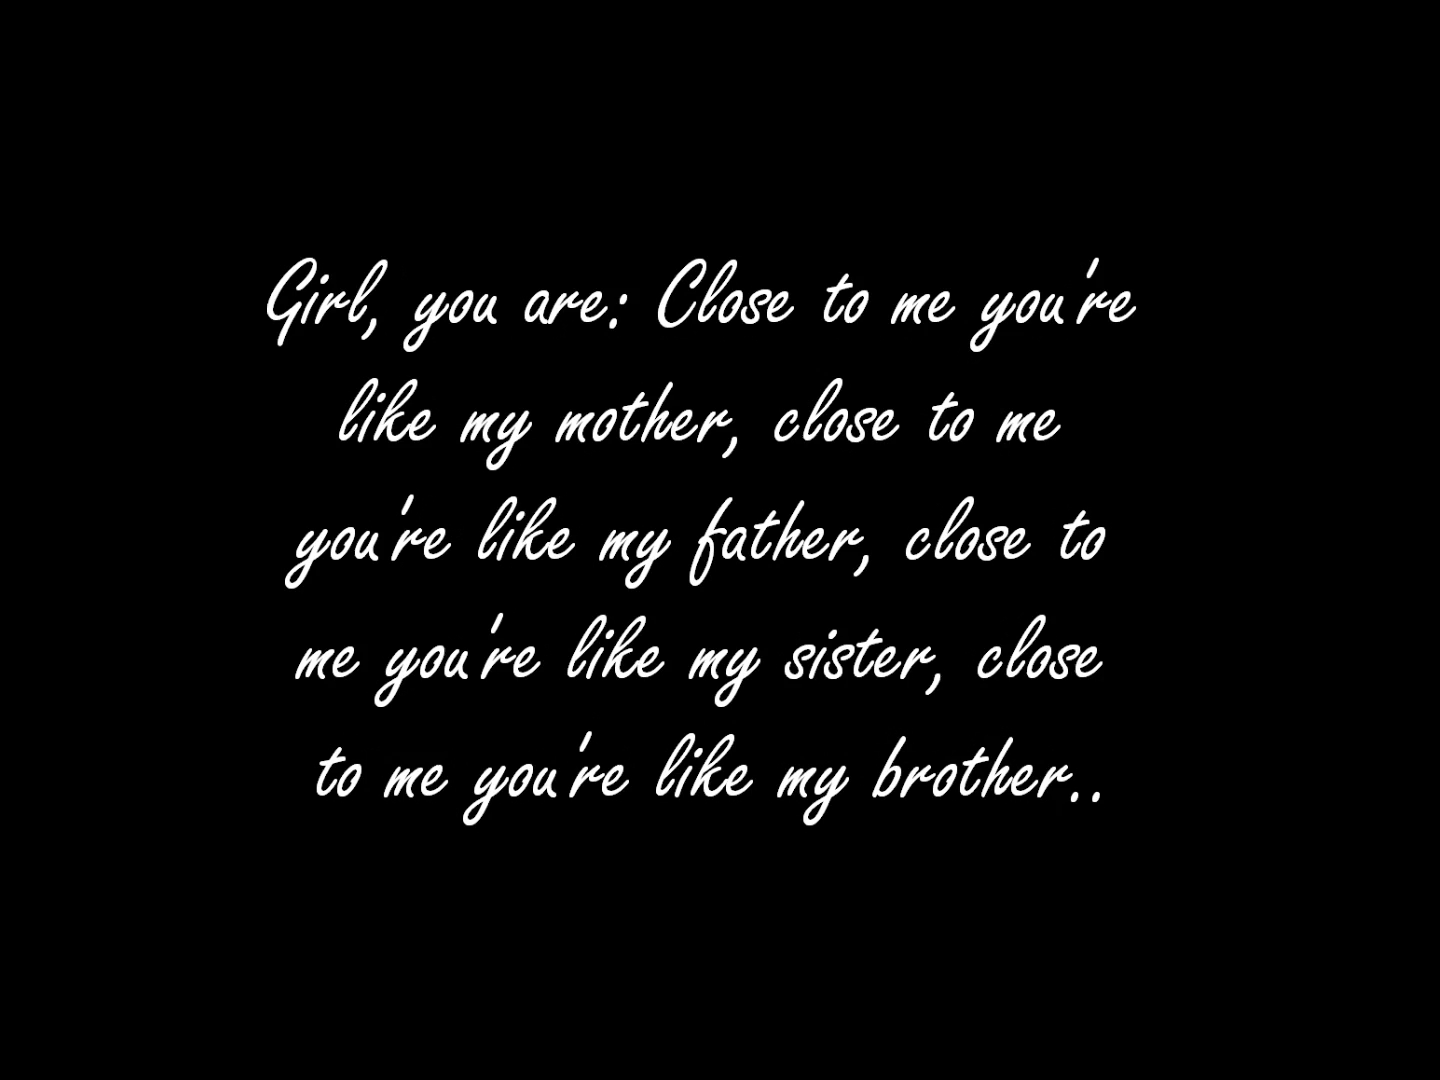 Girl, you are: Close to me you're
like my mother, close to me
you're like my father, close to
me you're like my sister, close
to me you're like my brother..